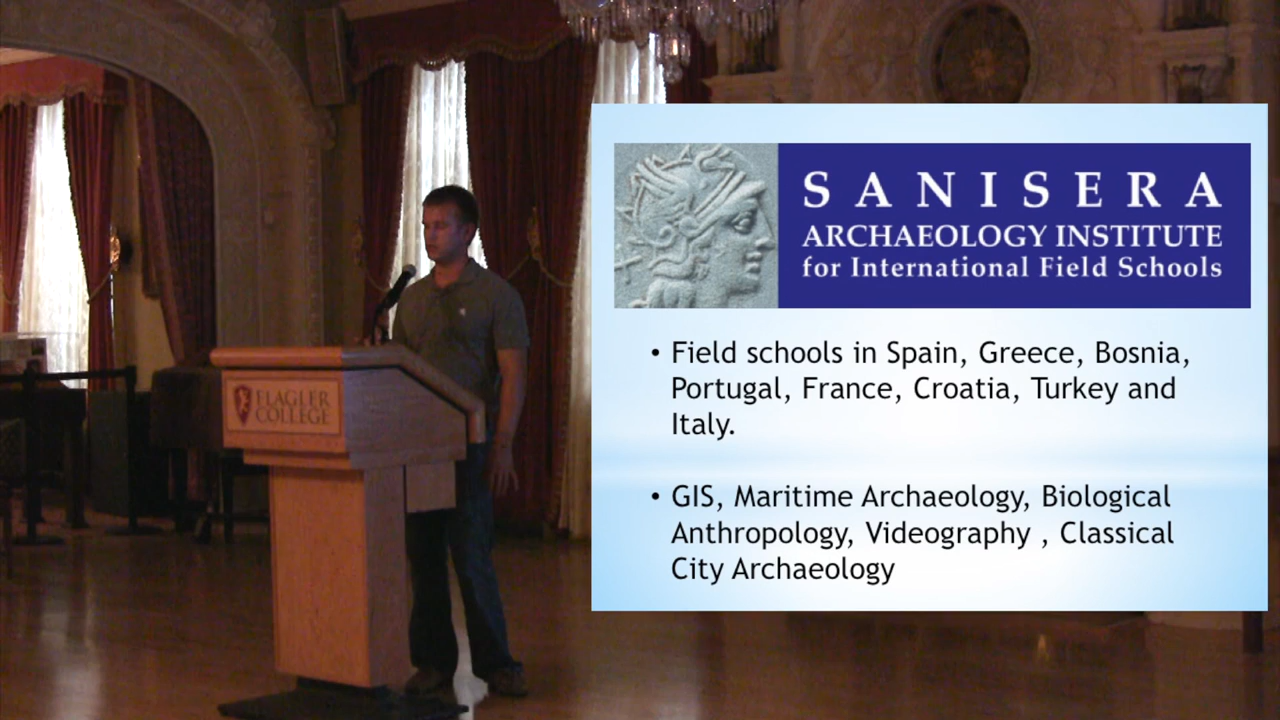 FLAGLER
COLLEGE
SANISERA
ARCHAEOLOGY INSTITUTE
for International Field Schools
• Field schools in Spain, Greece, Bosnia,
Portugal, France, Croatia, Turkey and
Italy.
• GIS, Maritime Archaeology, Biological
Anthropology, Videography , Classical
City Archaeology